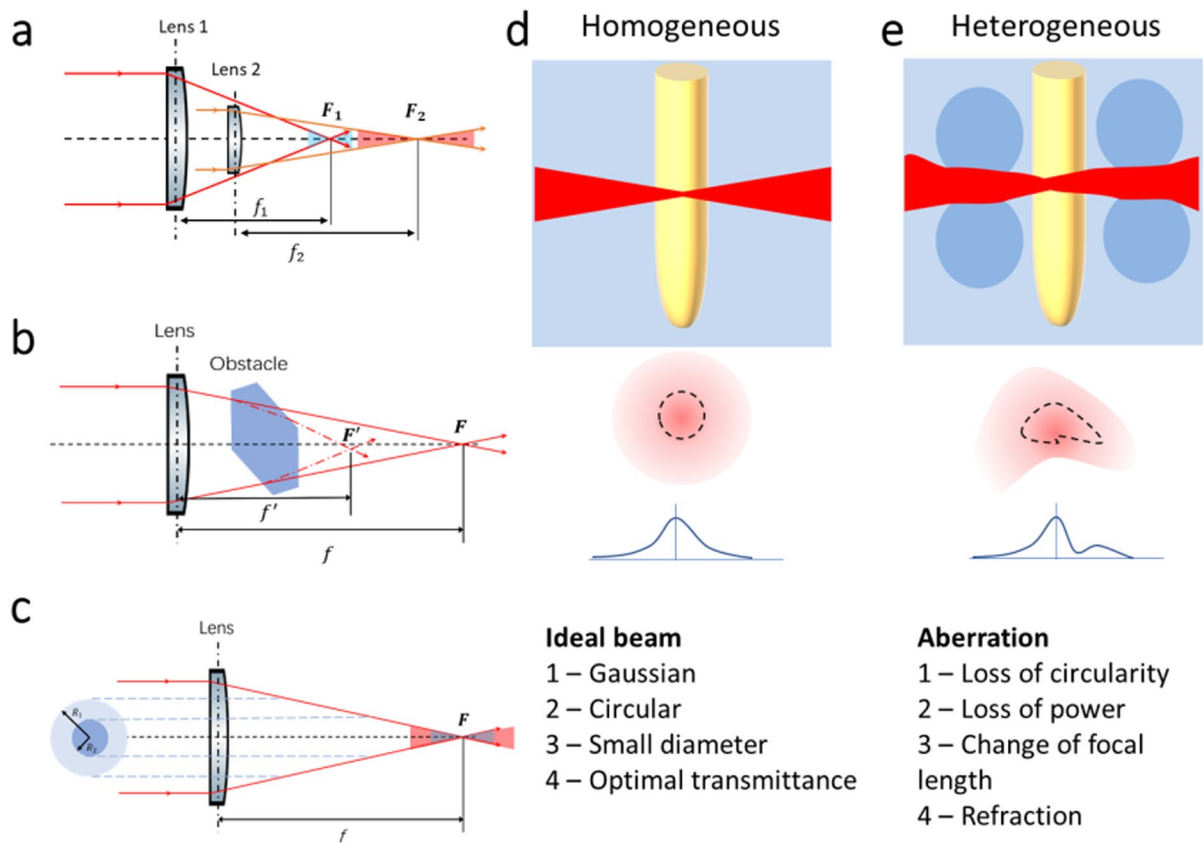 a
Lens 1
Lens 2
F₁
F₂
f₁
f₂
b
Lens
Obstacle
F'
F
f'
f
c
Lens
R₁
R₂
F
f
d
Homogeneous
Ideal beam
1 – Gaussian
2 – Circular
3 – Small diameter
4 – Optimal transmittance
e
Heterogeneous
Aberration
1 – Loss of circularity
2 – Loss of power
3 – Change of focal
length
4 – Refraction